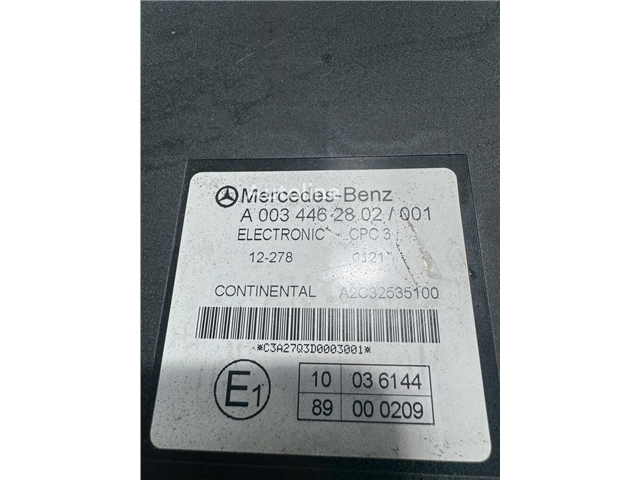 Mercedes-Benz
A 003 446 28 02 / 001
ELECTRONIC CPC 3
12-278
CONTINENTAL A2C32535100
*C3A27Q3D0003001*
E1
10 03 6144
89 00 0209